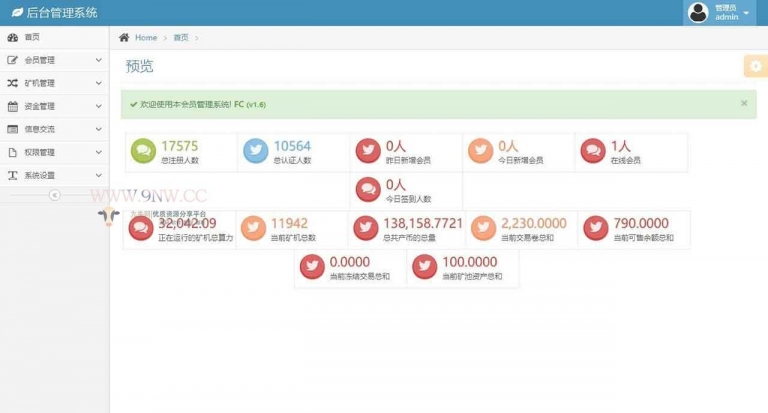 后台管理系统
管理员
admin
首页
会员管理
矿机管理
资金管理
信息交流
权限管理
系统设置
Home > 首页 >
预览
欢迎使用本会员管理系统! FC (v1.6) ×
17575
总注册人数
10564
总认证人数
0人
昨日新增会员
0人
今日新增会员
1人
在线会员
0人
今日签到人数
WWW.9NW.CC
九牛网|优质资源分享平台
32,042.09
正在运行的矿机总算力
11942
当前矿机总数
138,158.7721
总共产币的总量
2,230.0000
当前交易卷总和
790.0000
当前可售余额总和
0.0000
当前冻结交易总和
100.0000
当前矿池资产总和